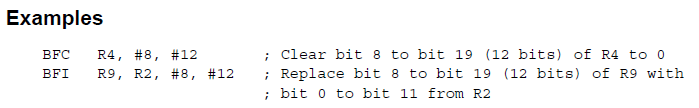 Examples
BFC R4, #8, #12 ; Clear bit 8 to bit 19 (12 bits) of R4 to 0
BFI R9, R2, #8, #12 ; Replace bit 8 to bit 19 (12 bits) of R9 with
; bit 0 to bit 11 from R2